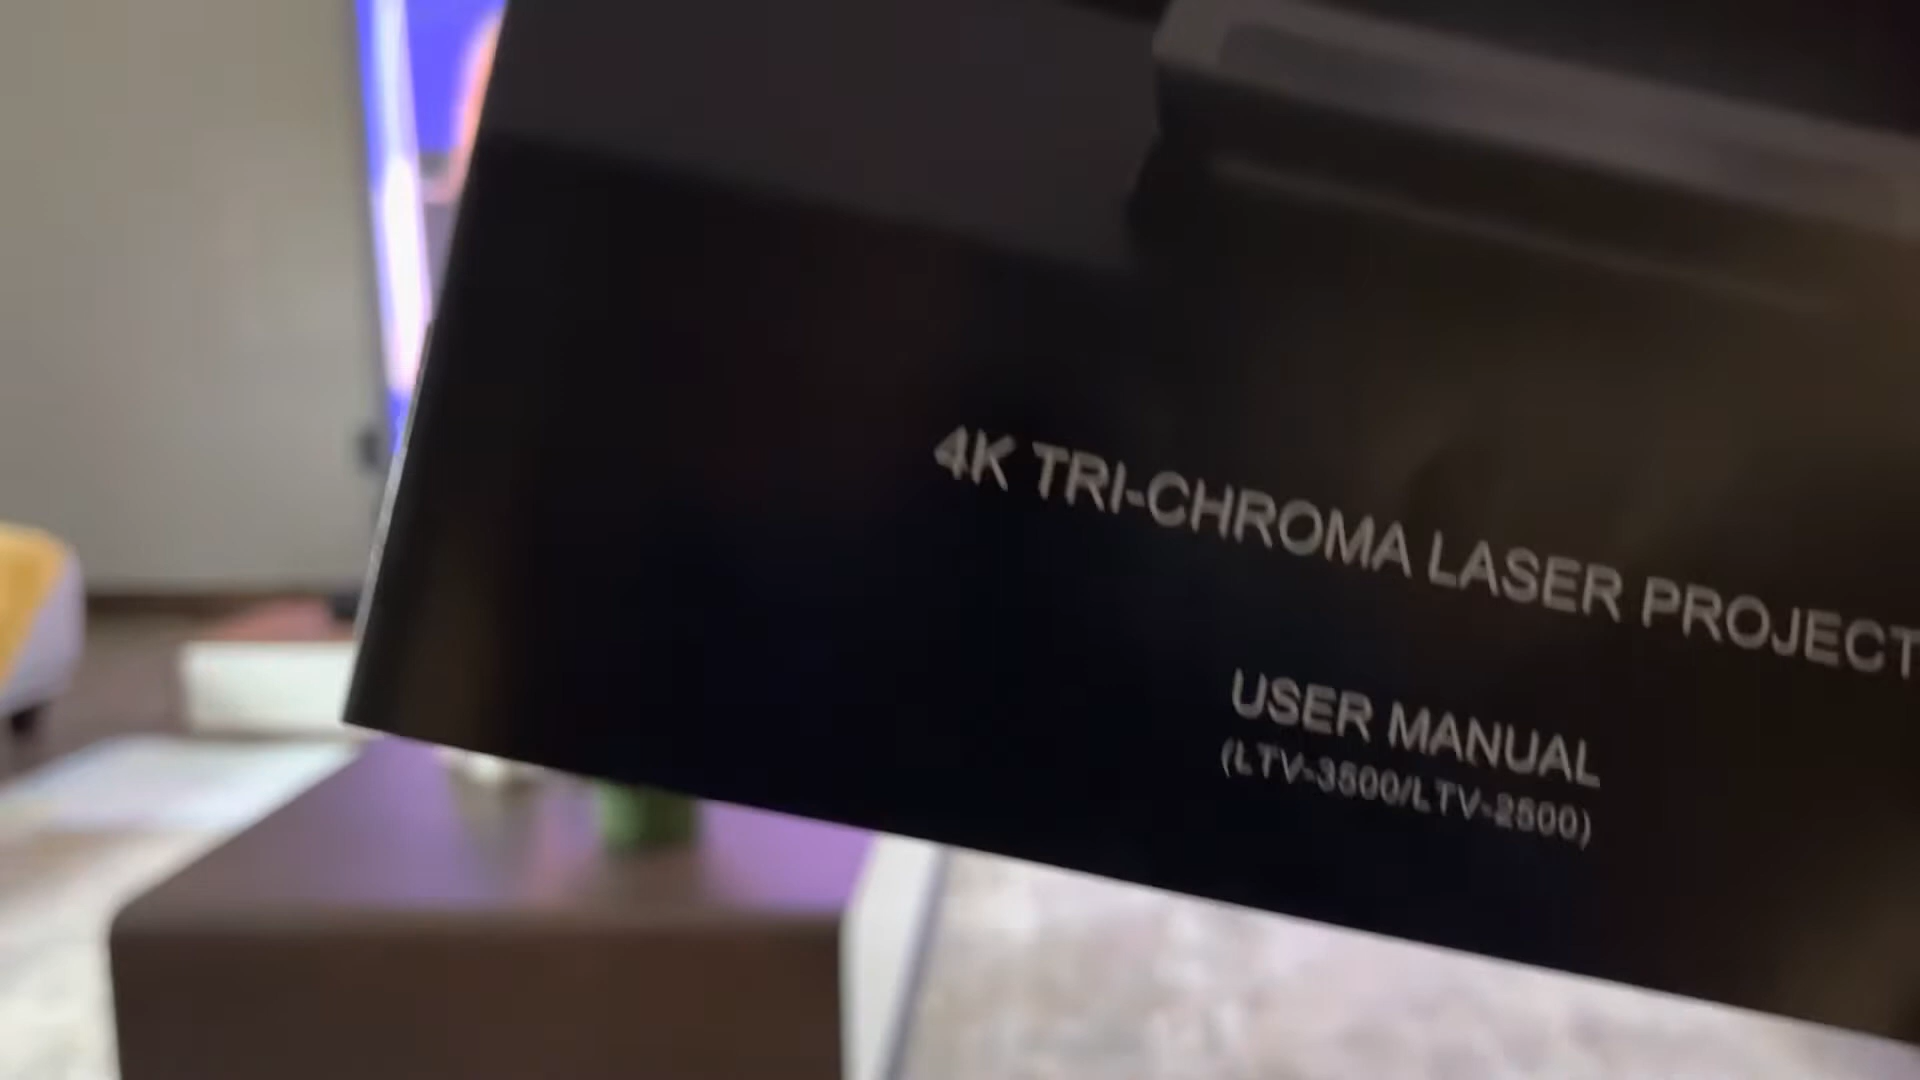 4K TRI-CHROMA LASER PROJECT
USER MANUAL
(LTV-3500/LTV-2500)